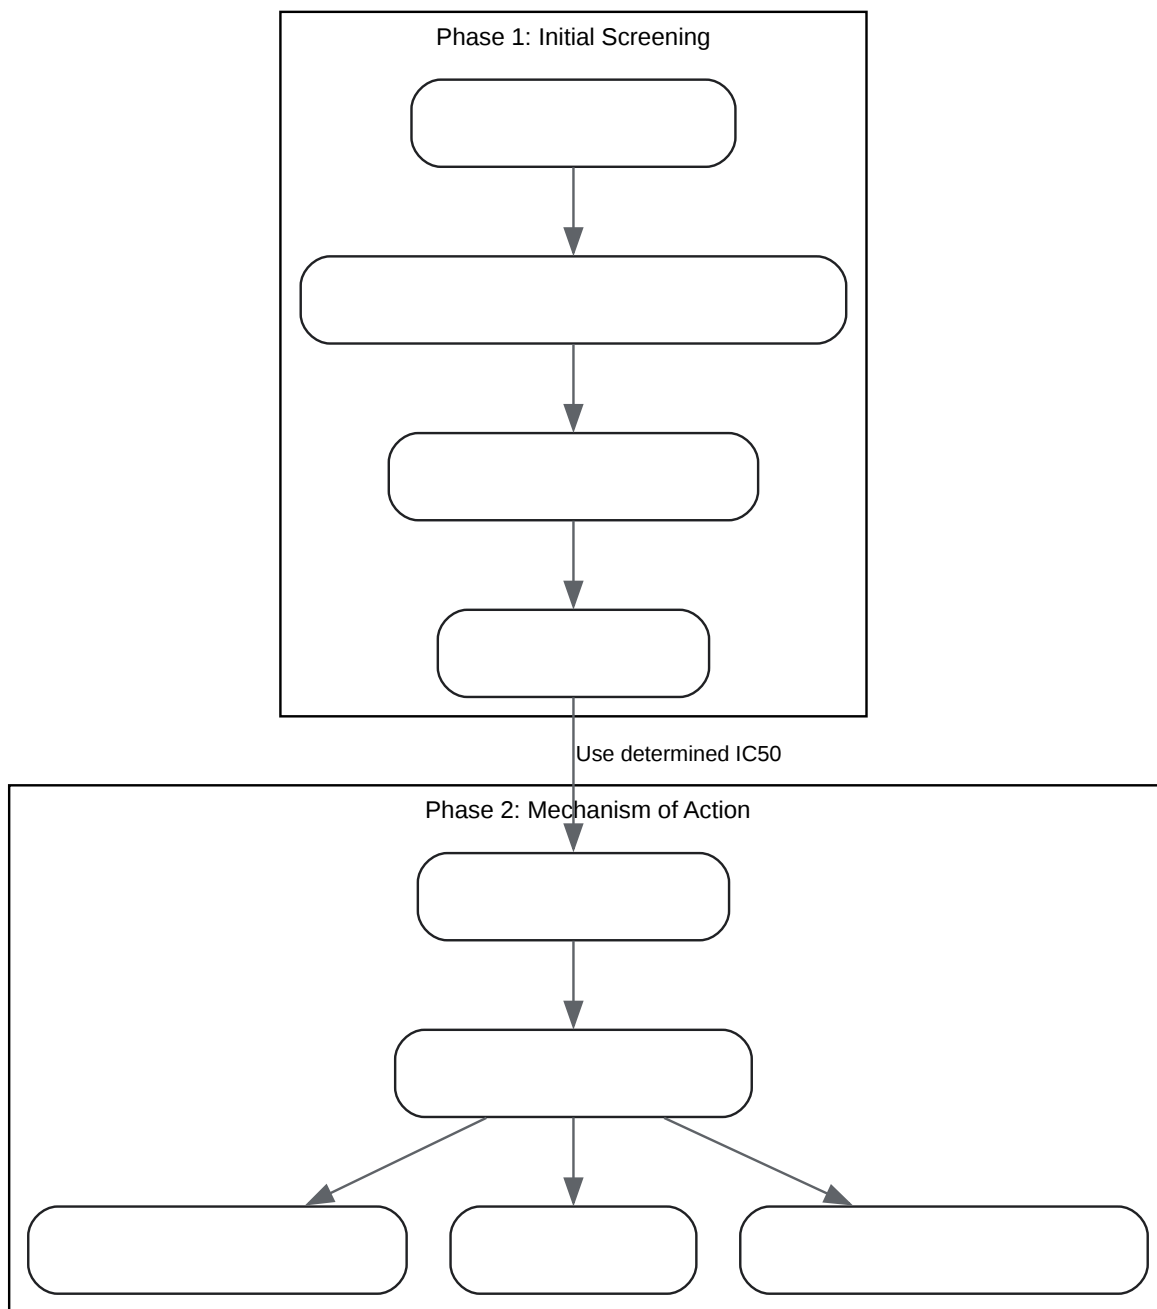 Phase 1: Initial Screening
Use determined IC50
Phase 2: Mechanism of Action